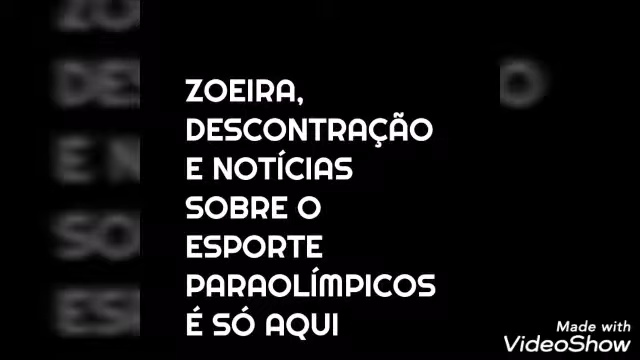 ZOEIRA,
DESCONTRAÇÃO
E NOTÍCIAS
SOBRE O
ESPORTE
PARAOLÍMPICOS
É SÓ AQUI
Made with
VideoShow